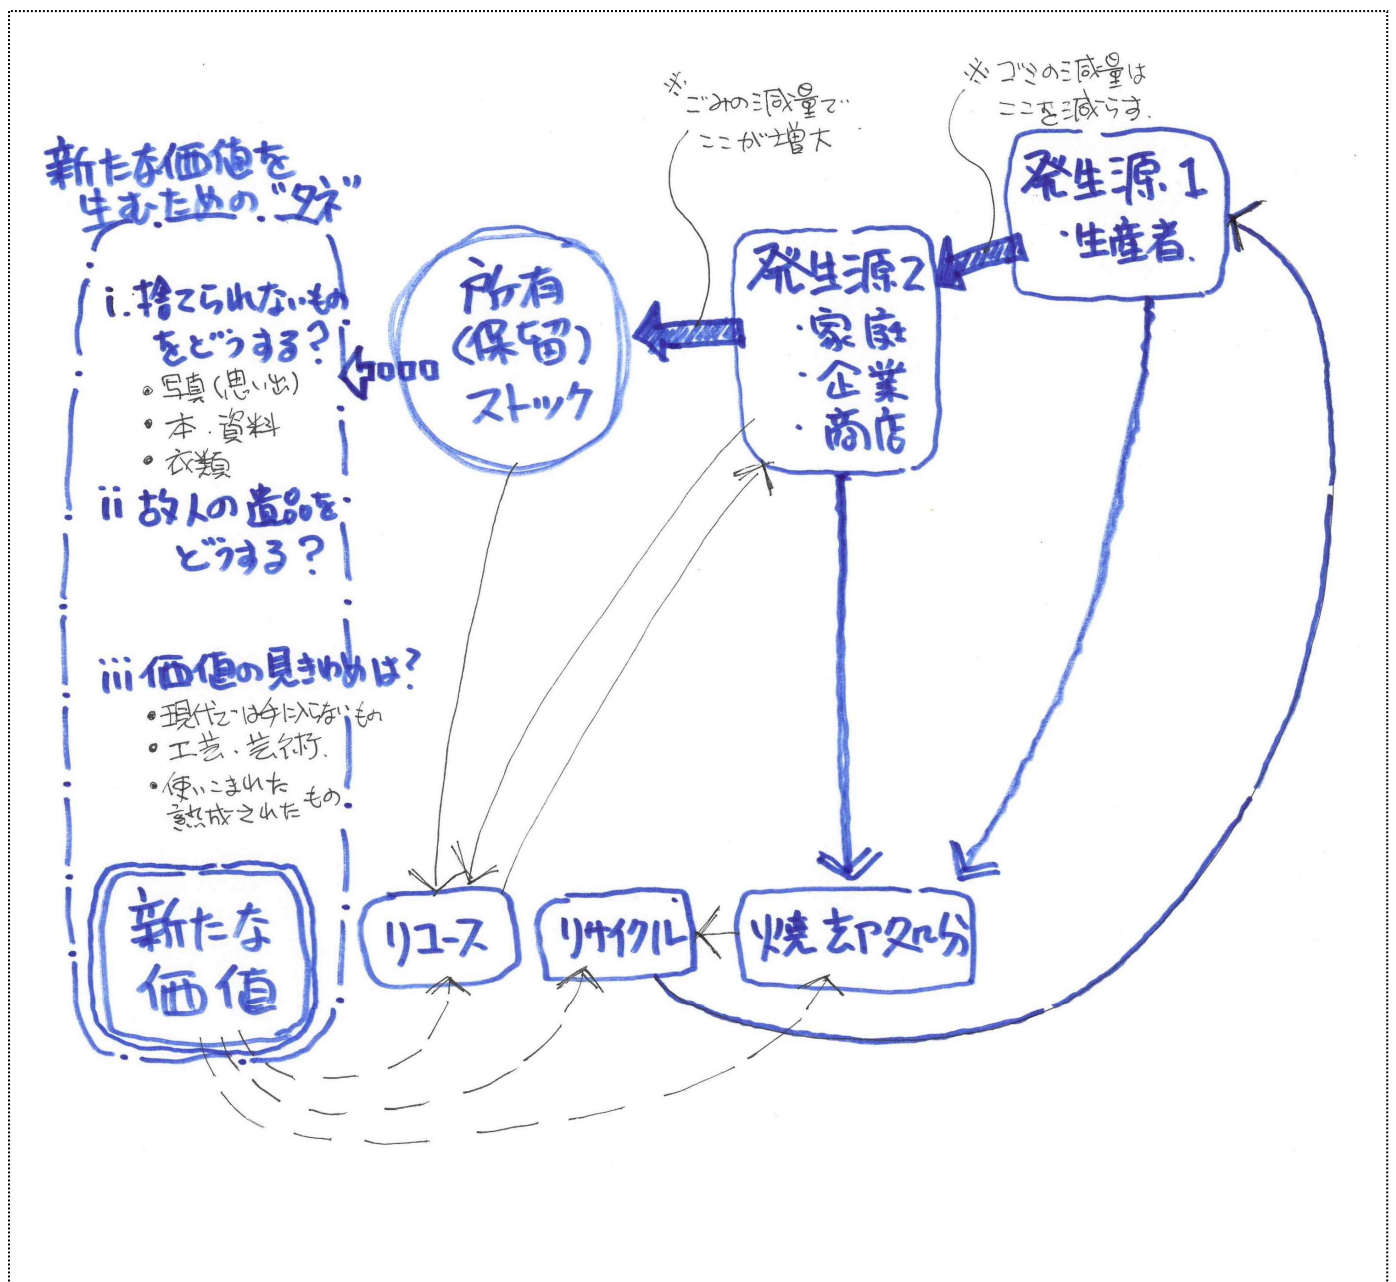 ※ごみの減量で
ここが増大
※ゴミの減量は
ここを減らす.
発生源1
・生産者.
発生源2
・家庭
・企業
・商店
所有
(保留)
ストック
新たな価値を
生むための“タネ”
i. 捨てられないもの
をどうする?
• 写真(思い出)
• 本・資料
• 衣類
ii 故人の遺品を
どうする?
iii 価値の見きわめは?
• 現代では手に入らないもの
• 工芸・芸術.
• 使いこまれた
熟成されたもの
新たな
価値
リユース
リサイクル
焼却処分